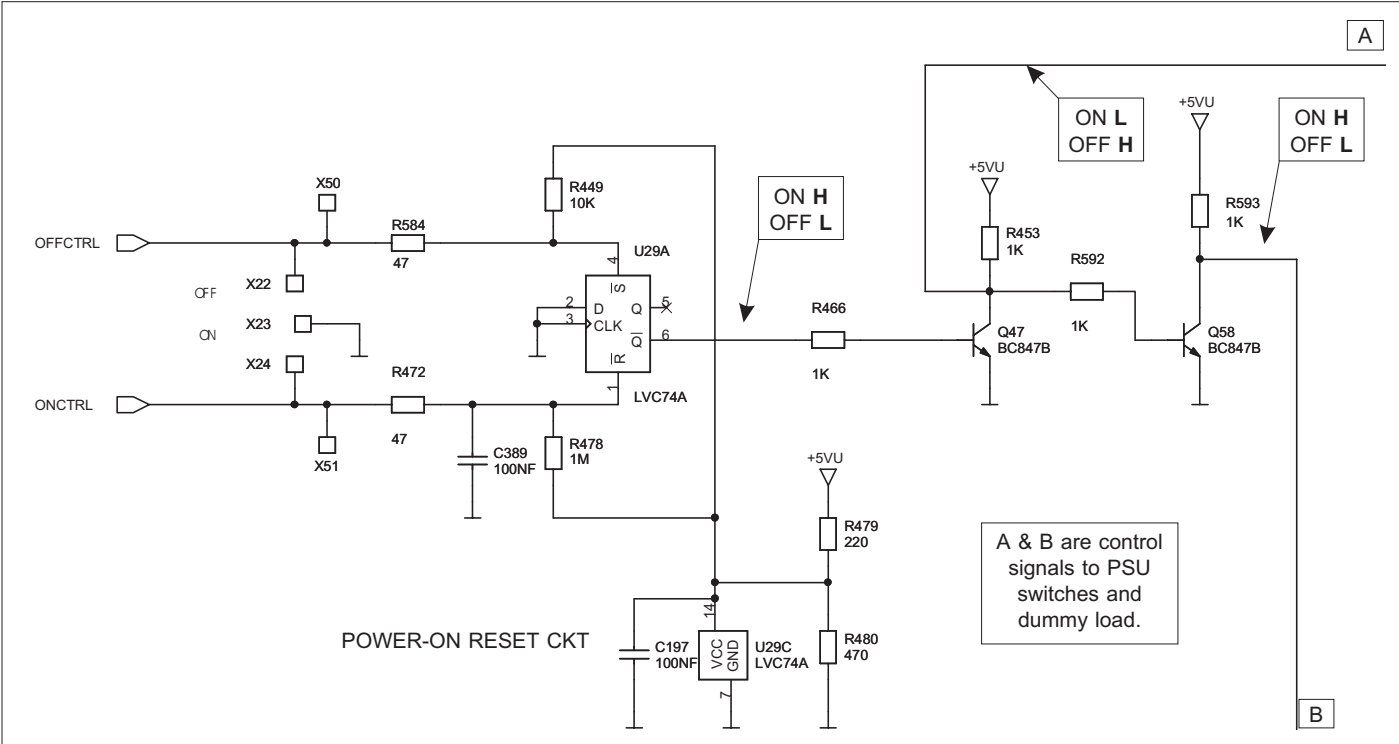 A
ON L
OFF H
+5VU
ON H
OFF L
X50
R449
10K
ON H
OFF L
+5VU
R593
1K
R584
47
OFFCTRL
U29A
R453
1K
R592
1K
OFF
X22
X23
ON
X24
4
S
2
D
Q
5
3
CLK
Q
6
R
1
LVC74A
R466
1K
Q47
BC847B
Q58
BC847B
R472
47
ONCTRL
X51
C389
100NF
R478
1M
+5VU
R479
220
A & B are control
signals to PSU
switches and
dummy load.
POWER-ON RESET CKT
14
C197
100NF
VCC
GND
7
U29C
LVC74A
R480
470
B